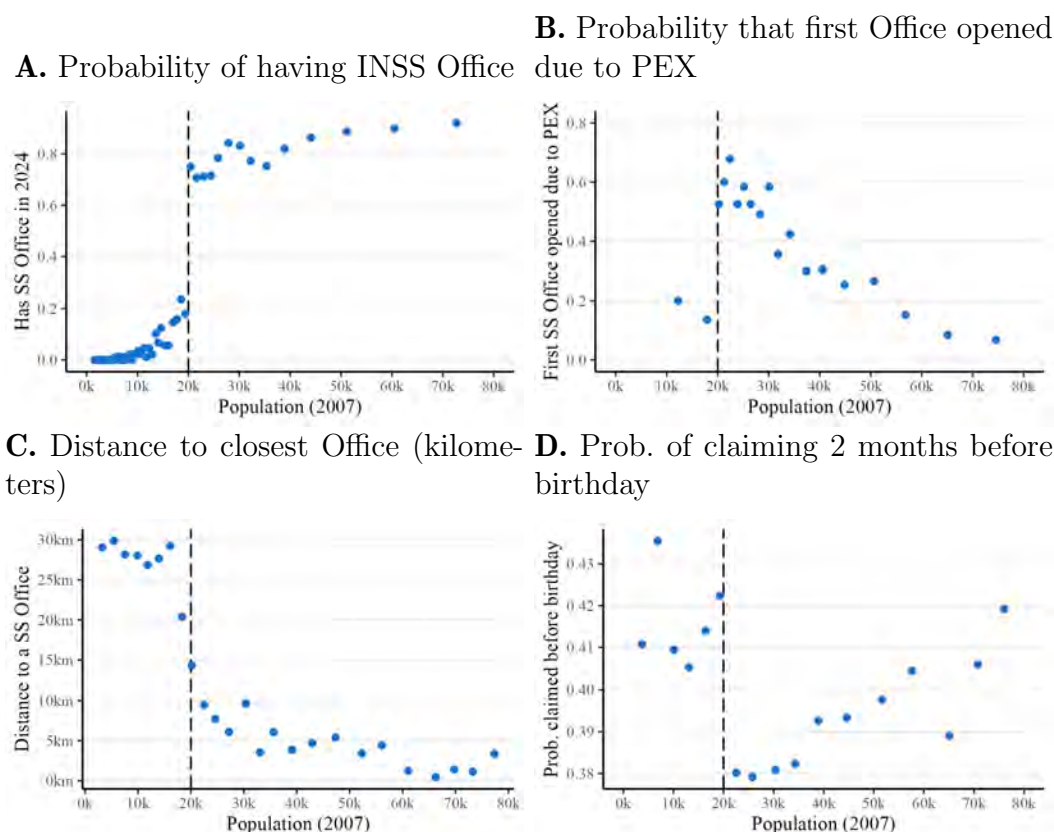 A. Probability of having INSS Office
B. Probability that first Office opened
due to PEX
Has SS Office in 2024
0.8
0.6
0.4
0.2
0.0
0k 10k 20k 30k 40k 50k 60k 70k 80k
Population (2007)
First SS Office opened due to PEX
0.8
0.6
0.4
0.2
0.0
0k 10k 20k 30k 40k 50k 60k 70k 80k
Population (2007)
C. Distance to closest Office (kilome-
ters)
D. Prob. of claiming 2 months before
birthday
Distance to a SS Office
30km
25km
20km
15km
10km
5km
0km
0k 10k 20k 30k 40k 50k 60k 70k 80k
Population (2007)
Prob. claimed before birthday
0.43
0.42
0.41
0.40
0.39
0.38
0k 10k 20k 30k 40k 50k 60k 70k 80k
Population (2007)